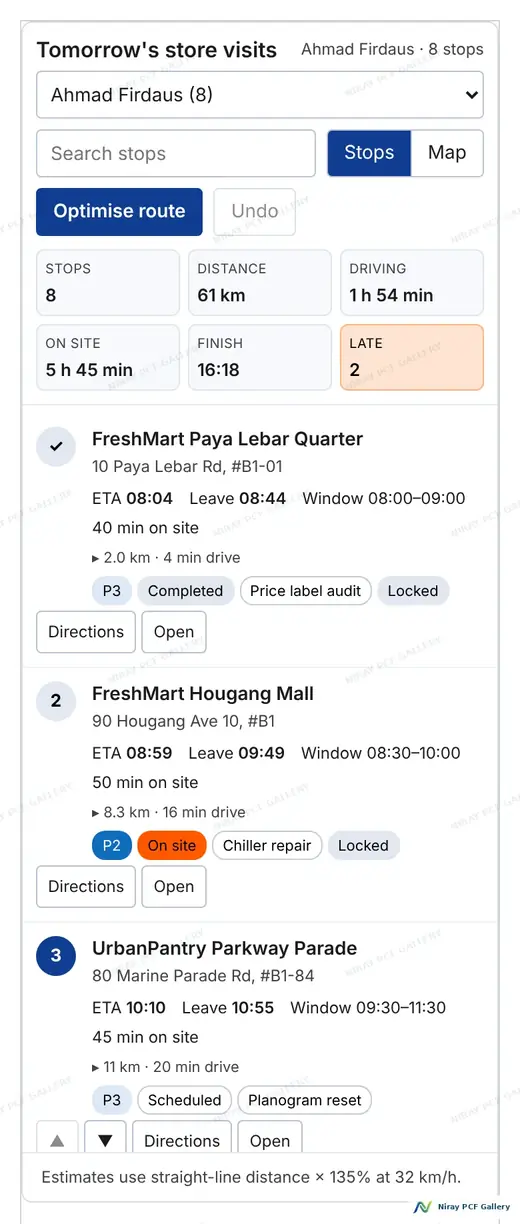 Tomorrow's store visits
Ahmad Firdaus · 8 stops
Ahmad Firdaus (8)
Search stops
Stops
Map
Optimise route
Undo
STOPS
8
DISTANCE
61 km
DRIVING
1 h 54 min
ON SITE
5 h 45 min
FINISH
16:18
LATE
2
FreshMart Paya Lebar Quarter
10 Paya Lebar Rd, #B1-01
ETA 08:04 Leave 08:44 Window 08:00–09:00
40 min on site
▸ 2.0 km · 4 min drive
P3 Completed Price label audit Locked
Directions Open
2
FreshMart Hougang Mall
90 Hougang Ave 10, #B1
ETA 08:59 Leave 09:49 Window 08:30–10:00
50 min on site
▸ 8.3 km · 16 min drive
P2 On site Chiller repair Locked
Directions Open
3
UrbanPantry Parkway Parade
80 Marine Parade Rd, #B1-84
ETA 10:10 Leave 10:55 Window 09:30–11:30
45 min on site
▸ 11 km · 20 min drive
P3 Scheduled Planogram reset
▲ ▼ Directions Open
Estimates use straight-line distance × 135% at 32 km/h.
Niray PCF Gallery
NIRAY PCF GALLERY